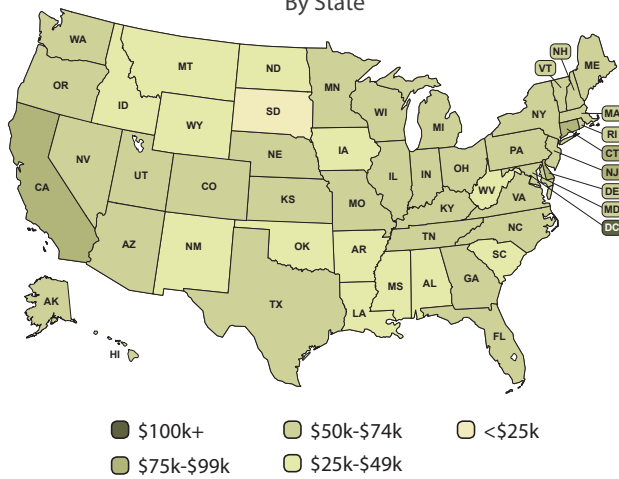 By State
WA
OR
CA
NV
ID
MT
WY
UT
CO
AZ
NM
ND
SD
NE
KS
OK
TX
MN
IA
MO
AR
LA
WI
IL
MI
IN
OH
KY
TN
MS
AL
GA
FL
SC
NC
VA
WV
PA
NY
VT
NH
ME
MA
RI
CT
NJ
DE
MD
DC
AK
HI
$100k+
$50k-$74k
<$25k
$75k-$99k
$25k-$49k